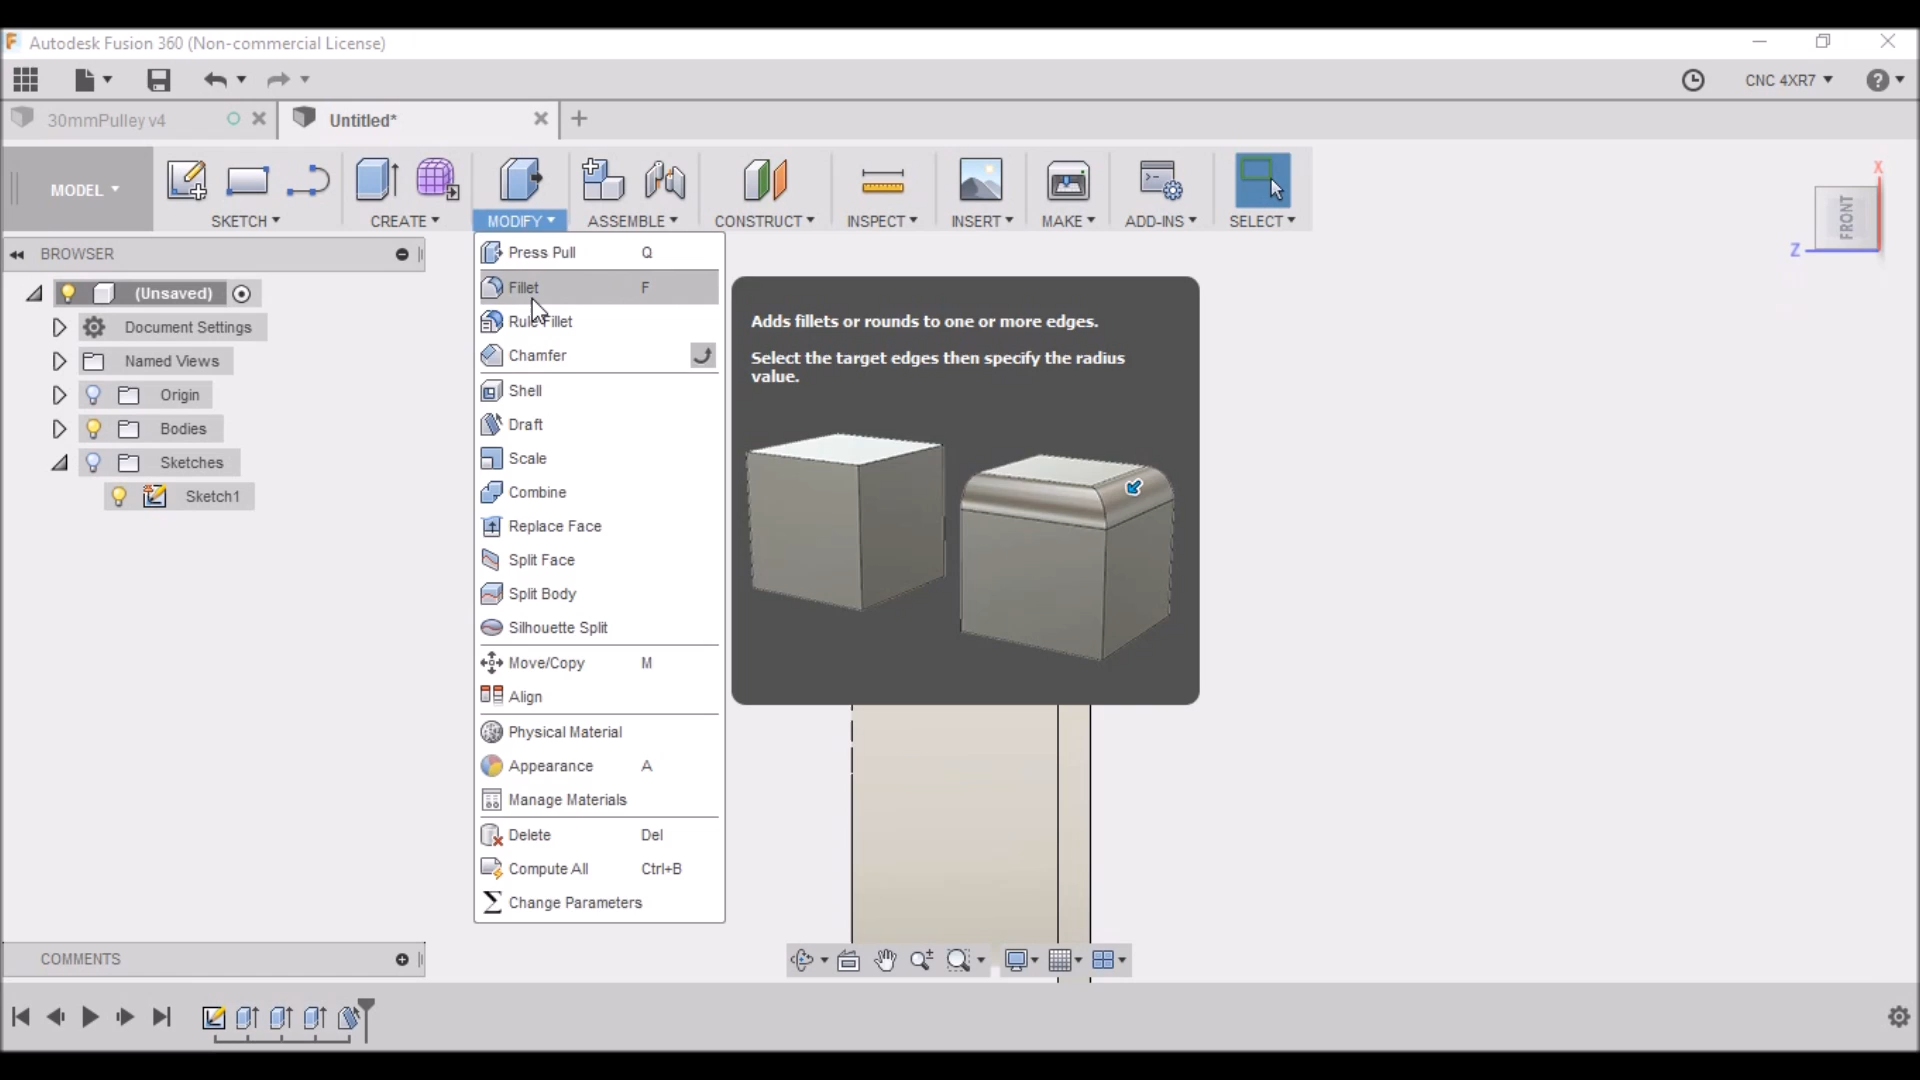 Autodesk Fusion 360 (Non-commercial License)
CNC 4XR7
30mmPulley v4
Untitled*
MODEL
SKETCH
CREATE
MODIFY
ASSEMBLE
CONSTRUCT
INSPECT
INSERT
MAKE
ADD-INS
SELECT
FRONT
X
Z
BROWSER
(Unsaved)
Document Settings
Named Views
Origin
Bodies
Sketches
Sketch1
Press Pull Q
Fillet F
Rule Fillet
Chamfer
Shell
Draft
Scale
Combine
Replace Face
Split Face
Split Body
Silhouette Split
Move/Copy M
Align
Physical Material
Appearance A
Manage Materials
Delete Del
Compute All Ctrl+B
Change Parameters
Adds fillets or rounds to one or more edges.
Select the target edges then specify the radius
value.
COMMENTS